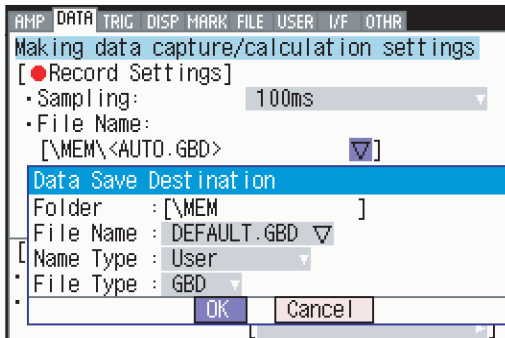 AMP DATA TRIG DISP MARK FILE USER I/F OTHR
Making data capture/calculation settings
[●Record Settings]
・Sampling: 100ms
・File Name:
[\MEM\<AUTO.GBD> ▽]
Data Save Destination
Folder :[\MEM ]
File Name : DEFAULT.GBD ▽
Name Type : User
File Type : GBD
OK Cancel